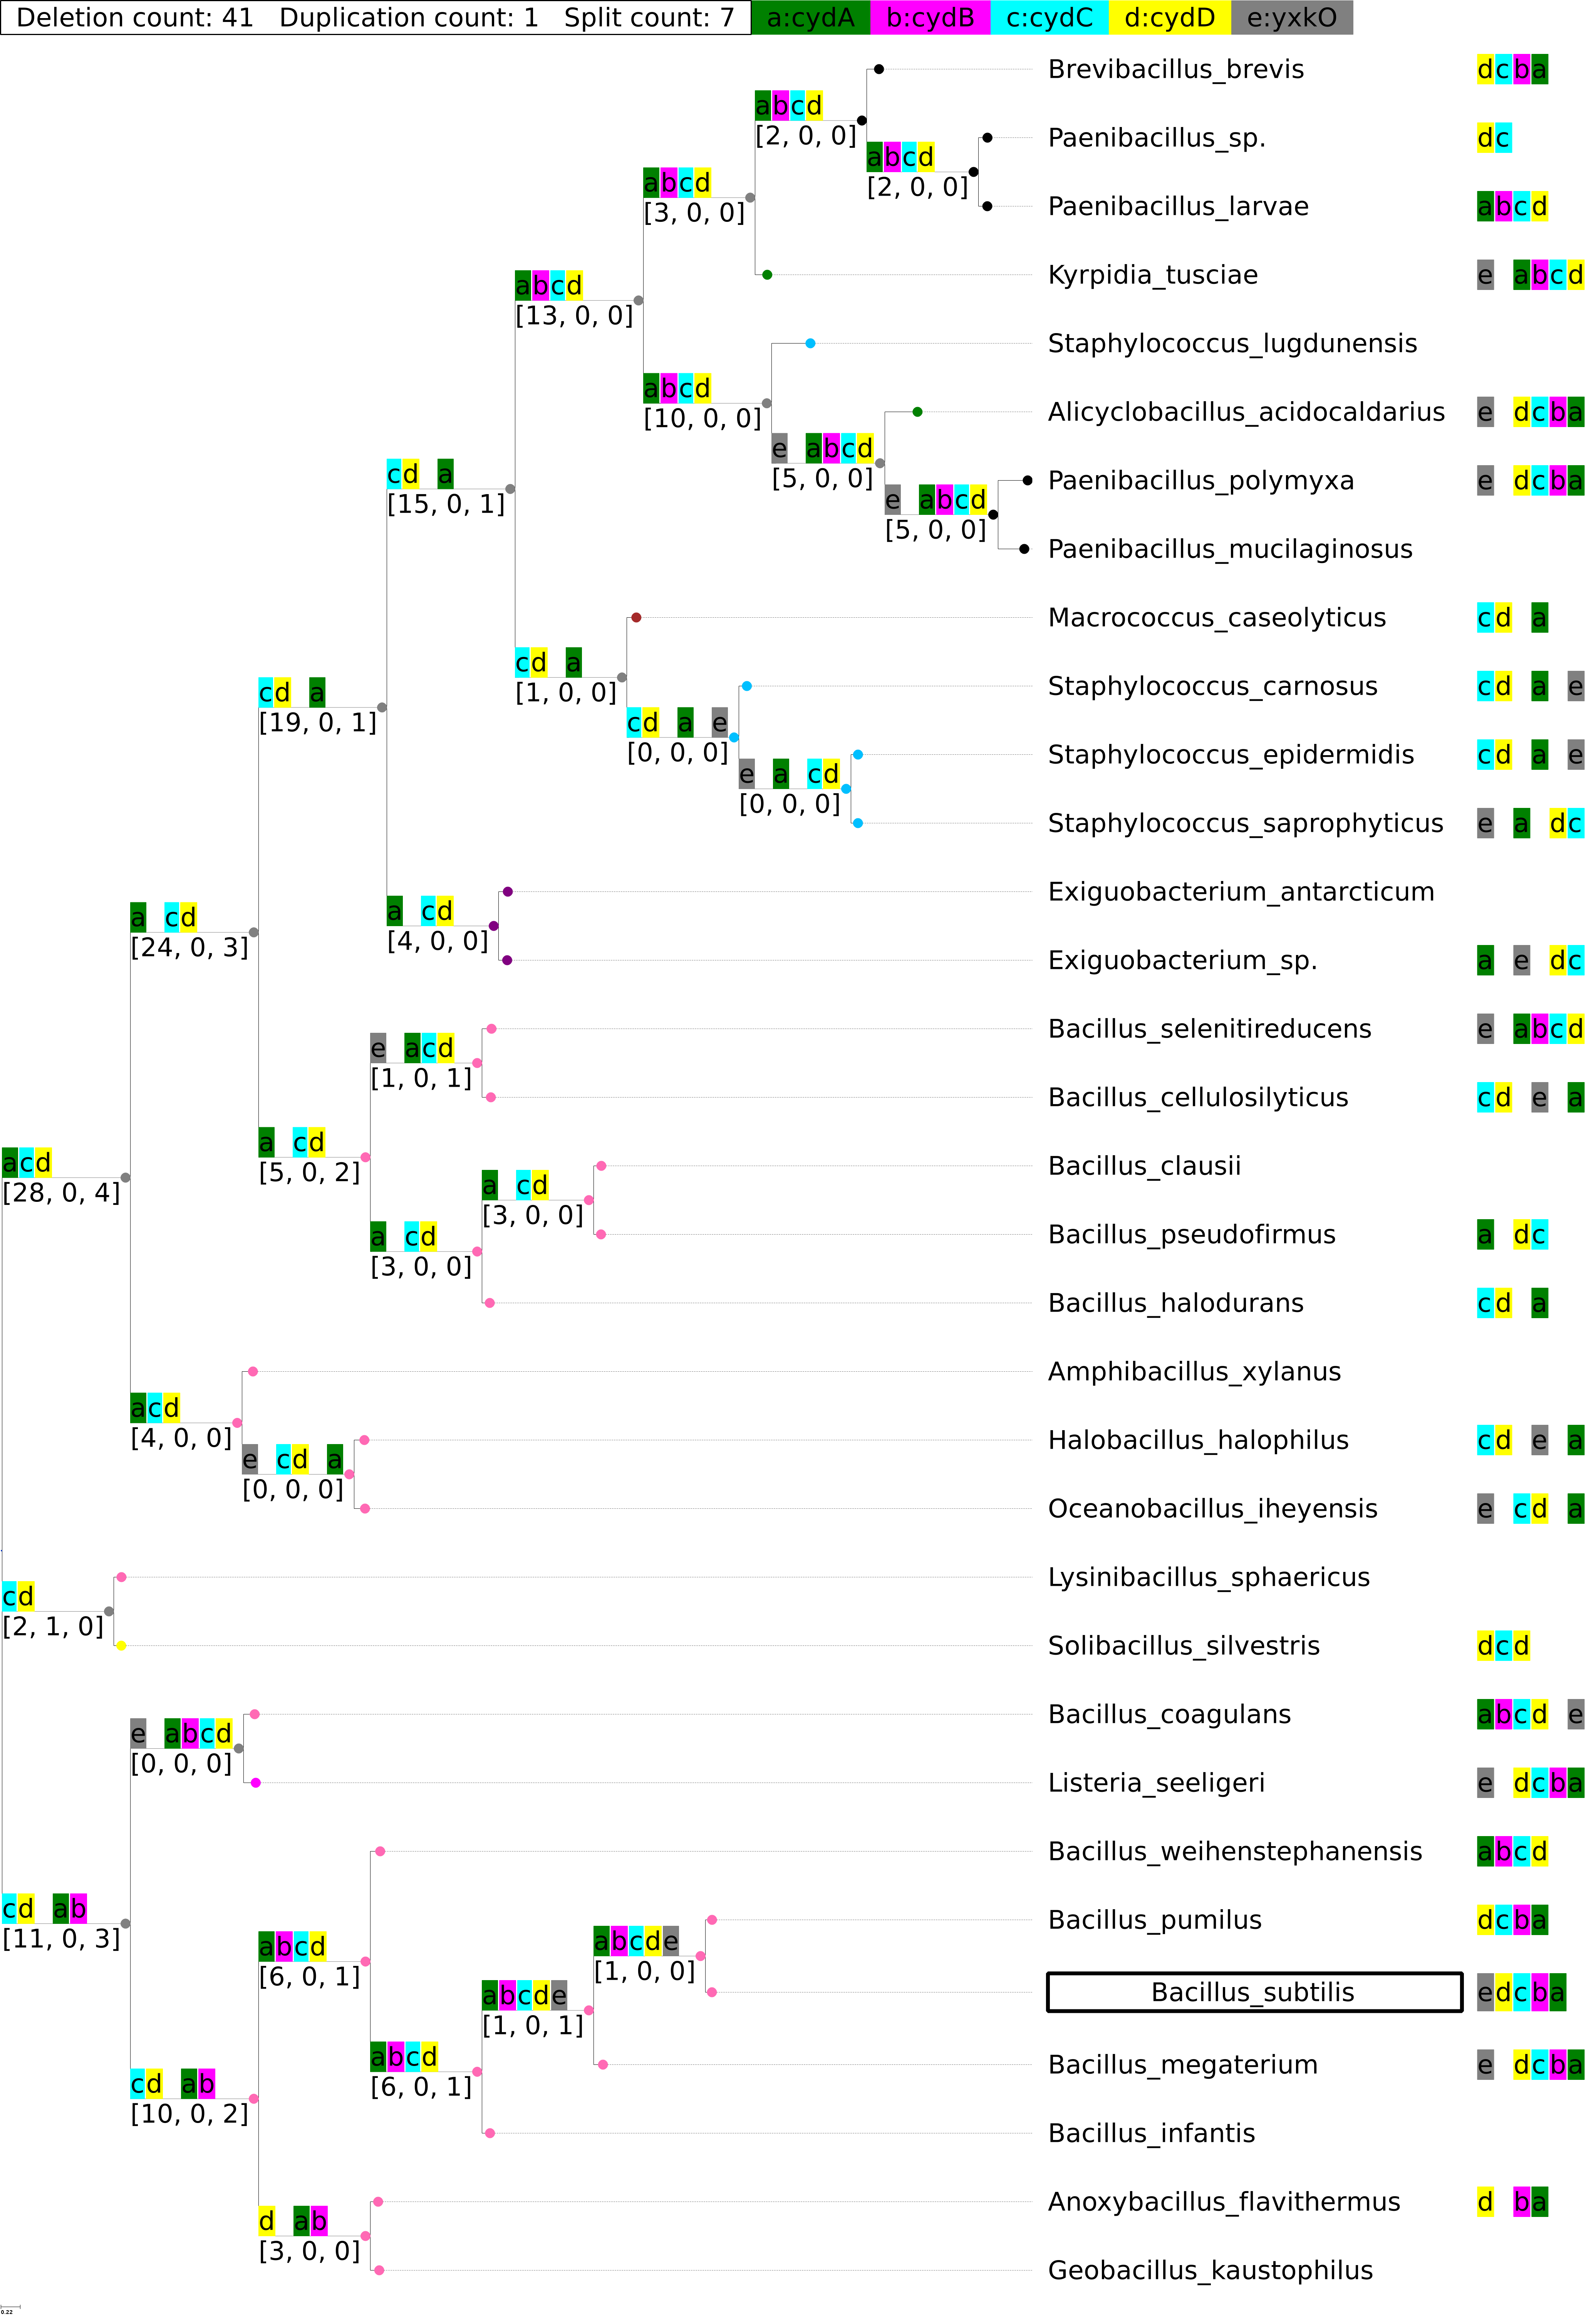 Deletion count: 41 Duplication count: 1 Split count: 7 a:cydA b:cydB c:cydC d:cydD e:yxkO
Brevibacillus_brevis dcba
abcd
[2, 0, 0]
Paenibacillus_sp. dc
abcd
[2, 0, 0]
abcd
[3, 0, 0]
Paenibacillus_larvae abcd
Kyrpidia_tusciae e abcd
abcd
[13, 0, 0]
Staphylococcus_lugdunensis
abcd
[10, 0, 0]
Alicyclobacillus_acidocaldarius e dcba
e abcd
[5, 0, 0]
cd a
[15, 0, 1]
Paenibacillus_polymyxa e dcba
e abcd
[5, 0, 0]
Paenibacillus_mucilaginosus
Macrococcus_caseolyticus cd a
cd a
[1, 0, 0]
Staphylococcus_carnosus cd a e
cd a
[19, 0, 1]
cd a e
[0, 0, 0]
Staphylococcus_epidermidis cd a e
e a cd
[0, 0, 0]
Staphylococcus_saprophyticus e a dc
Exiguobacterium_antarcticum
a cd
[24, 0, 3]
a cd
[4, 0, 0]
Exiguobacterium_sp. a e dc
Bacillus_selenitireducens e abcd
e acd
[1, 0, 1]
Bacillus_cellulosilyticus cd e a
a cd
[5, 0, 2]
acd
[28, 0, 4]
Bacillus_clausii
a cd
[3, 0, 0]
Bacillus_pseudofirmus a dc
a cd
[3, 0, 0]
Bacillus_halodurans cd a
Amphibacillus_xylanus
acd
[4, 0, 0]
Halobacillus_halophilus cd e a
e cd a
[0, 0, 0]
Oceanobacillus_iheyensis e cd a
Lysinibacillus_sphaericus
cd
[2, 1, 0]
Solibacillus_silvestris dcd
Bacillus_coagulans abcd e
e abcd
[0, 0, 0]
Listeria_seeligeri e dcba
Bacillus_weihenstephanensis abcd
cd ab
[11, 0, 3]
Bacillus_pumilus dcba
abcd
[6, 0, 1]
abcde
[1, 0, 0]
Bacillus_subtilis edcba
abcde
[1, 0, 1]
Bacillus_megaterium e dcba
abcd
[6, 0, 1]
cd ab
[10, 0, 2]
Bacillus_infantis
Anoxybacillus_flavithermus d ba
d ab
[3, 0, 0]
Geobacillus_kaustophilus
0.22